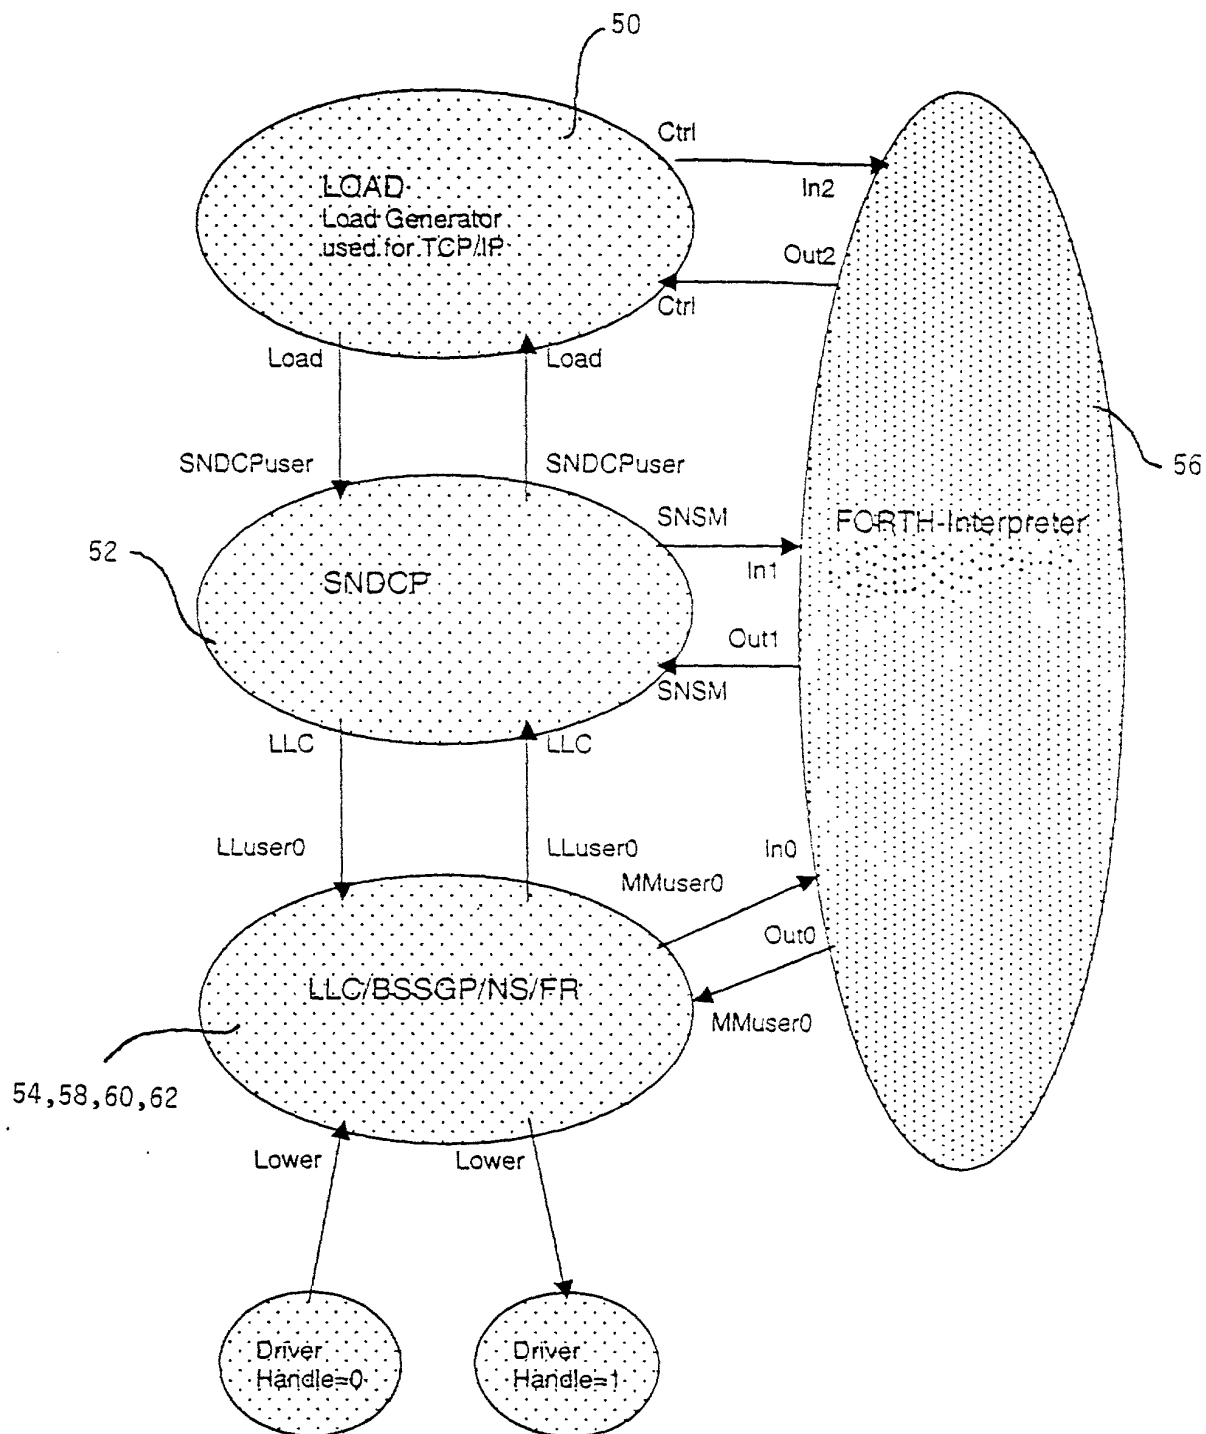 50
Ctrl
In2
LOAD
Load Generator
used for TCP/IP
Out2
Ctrl
Load
Load
SNDCPuser
SNDCPuser
56
SNSM
FORTH-Interpreter
52
In1
SNDCP
Out1
SNSM
LLC
LLC
LLuser0
LLuser0
In0
MMuser0
Out0
LLC/BSSGP/NS/FR
MMuser0
54,58,60,62
Lower
Lower
Driver
Handle=0
Driver
Handle=1